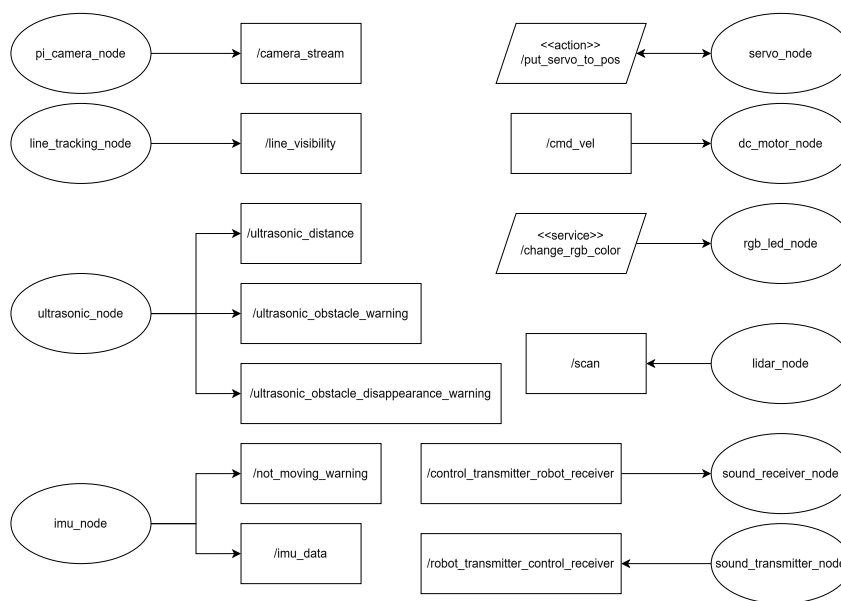 pi_camera_node
/camera_stream
<<action>>
/put_servo_to_pos
servo_node
line_tracking_node
/line_visibility
/cmd_vel
dc_motor_node
/ultrasonic_distance
<<service>>
/change_rgb_color
rgb_led_node
ultrasonic_node
/ultrasonic_obstacle_warning
/scan
lidar_node
/ultrasonic_obstacle_disappearance_warning
/not_moving_warning
/control_transmitter_robot_receiver
sound_receiver_node
imu_node
/imu_data
/robot_transmitter_control_receiver
sound_transmitter_node